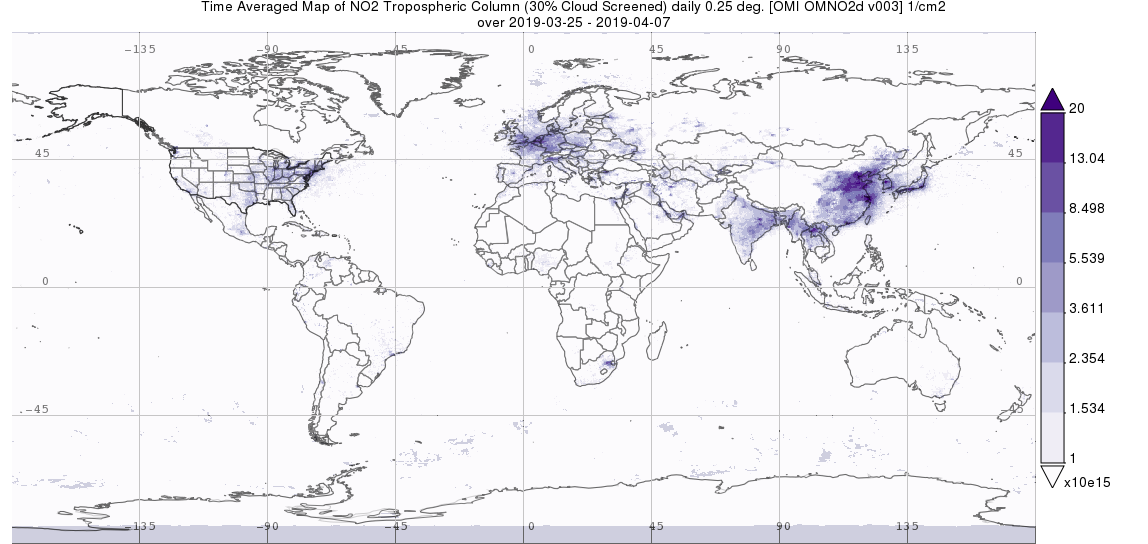 Time Averaged Map of NO2 Tropospheric Column (30% Cloud Screened) daily 0.25 deg. [OMI OMNO2d v003] 1/cm2
over 2019-03-25 - 2019-04-07
-135 -90 -45 0 45 90 135
20
45 45
13.04
8.498
5.539
0 0
3.611
2.354
-45 -45
1.534
1
x10e15
-135 -90 -45 0 45 90 135